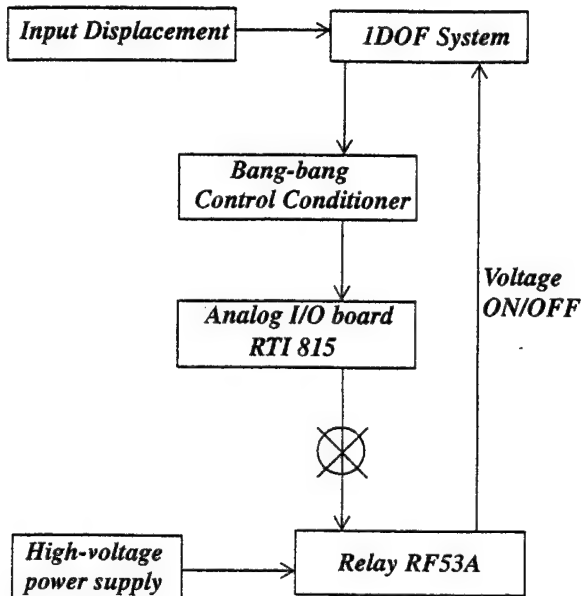 Input Displacement
1DOF System
Bang-bang
Control Conditioner
Analog I/O board
RTI 815
Voltage
ON/OFF
High-voltage
power supply
Relay RF53A